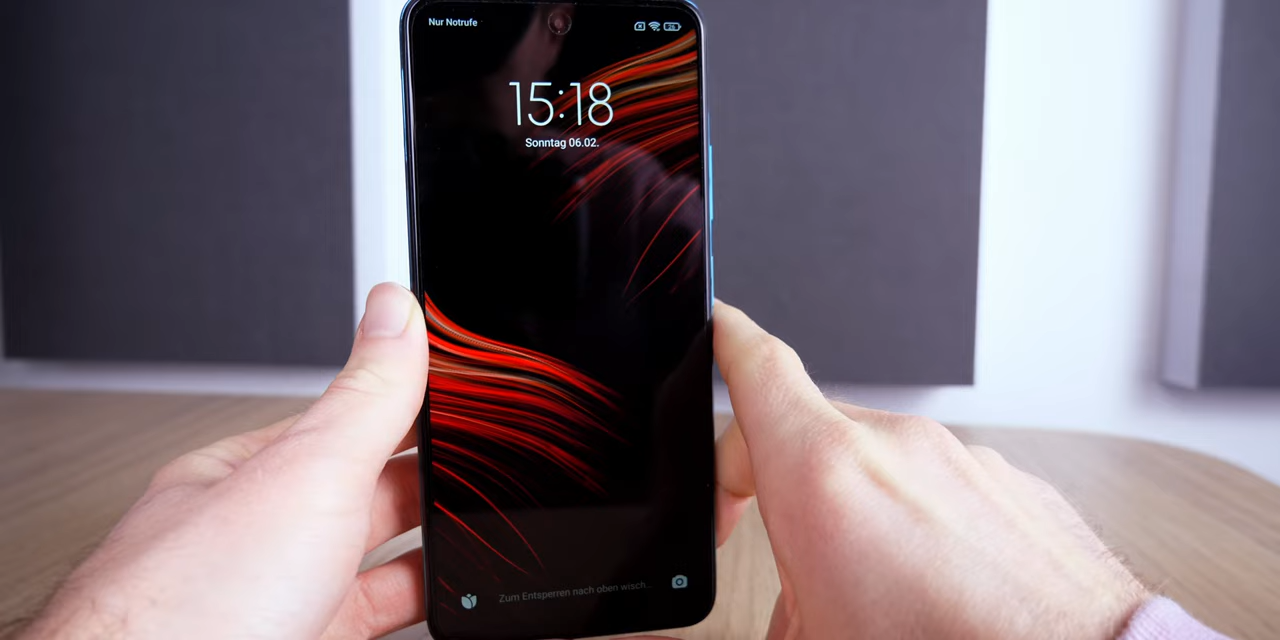 Nur Notrufe
15:18
Sonntag 06.02.
Zum Entsperren nach oben wisch...